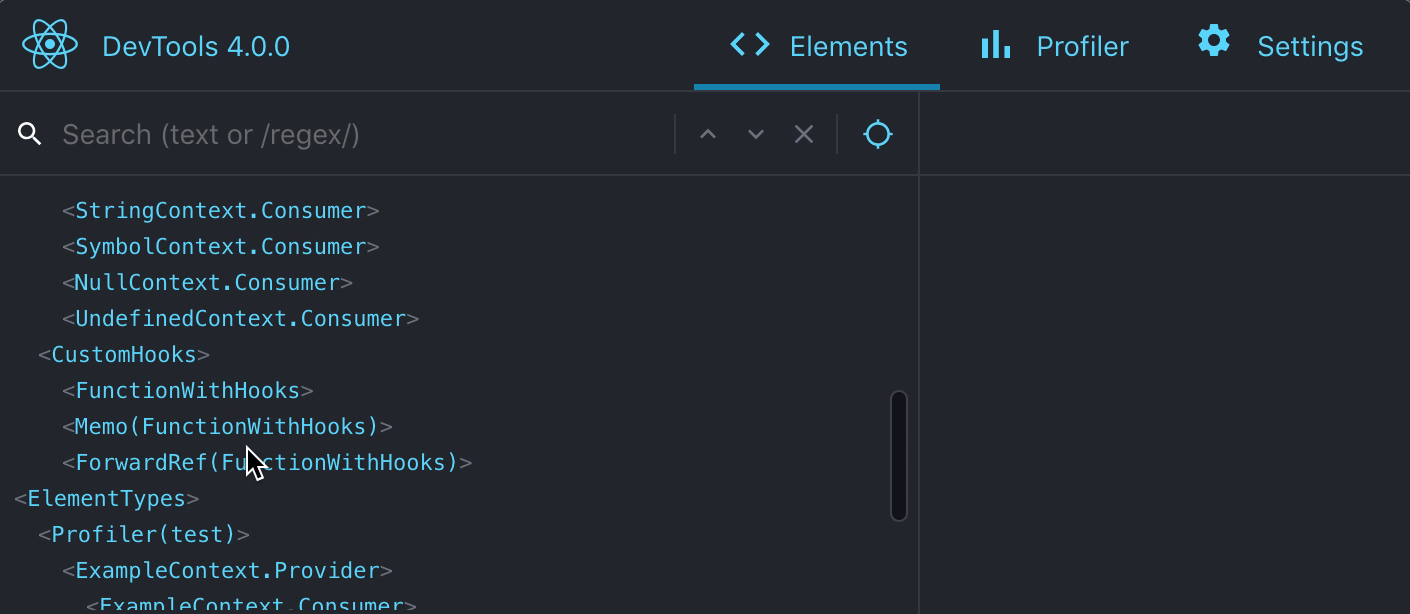 DevTools 4.0.0
Elements
Profiler
Settings
Search (text or /regex/)
<StringContext.Consumer>
<SymbolContext.Consumer>
<NullContext.Consumer>
<UndefinedContext.Consumer>
<CustomHooks>
<FunctionWithHooks>
<Memo(FunctionWithHooks)>
<ForwardRef(FunctionWithHooks)>
<ElementTypes>
<Profiler(test)>
<ExampleContext.Provider>
<ExampleContext.Consumer>